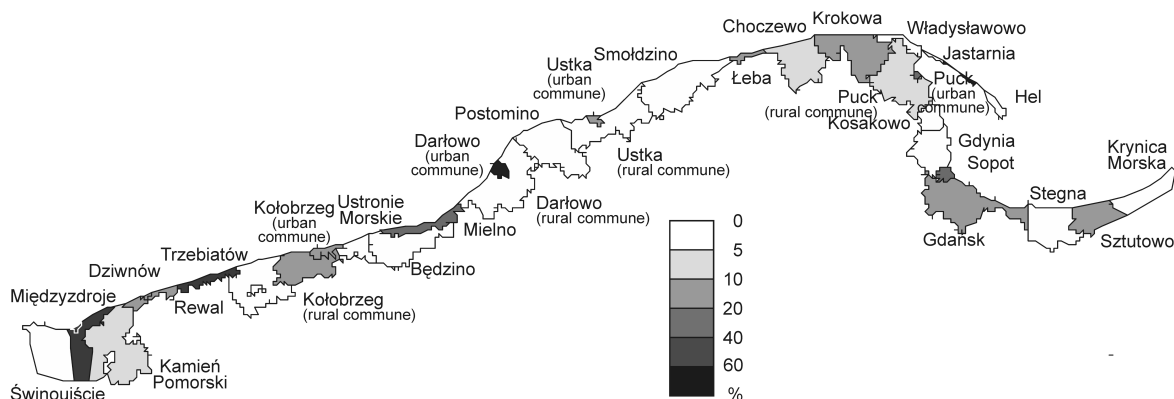 Choczewo
Krokowa
Władysławowo
Jastarnia
Smołdzino
Ustka
(urban
commune)
Łeba
Puck
(rural commune)
Puck
(urban
commune)
Hel
Kosakowo
Postomino
Darłowo
(urban
commune)
Ustka
(rural commune)
Gdynia
Sopot
Krynica
Morska
Stegna
Ustronie
Morskie
Darłowo
(rural commune)
Kołobrzeg
(urban
commune)
Mielno
Gdańsk
Sztutowo
Trzebiatów
Będzino
Dziwnów
Międzyzdroje
Rewal
Kołobrzeg
(rural commune)
Kamień
Pomorski
Świnoujście
0
5
10
20
40
60
%